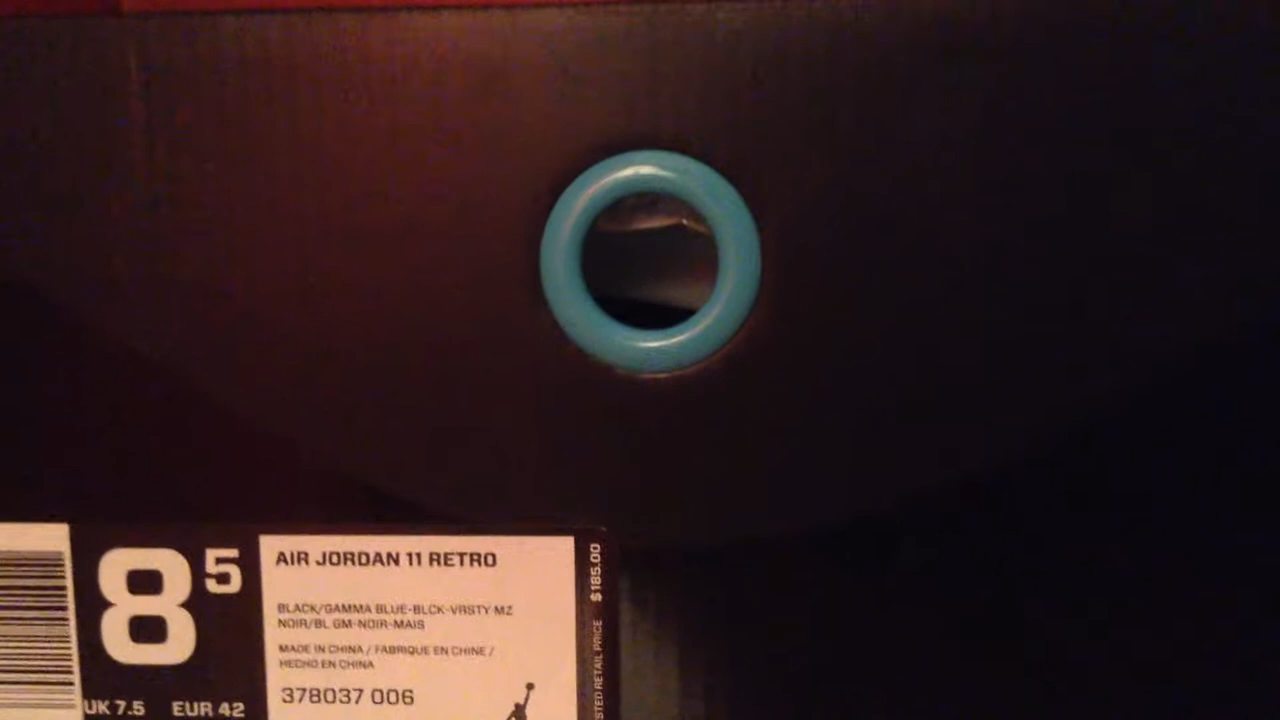 8 5
UK 7.5 EUR 42
AIR JORDAN 11 RETRO
BLACK/GAMMA BLUE-BLCK-VRSTY MZ
NOIR/BL GM-NOIR-MAIS
MADE IN CHINA / FABRIQUE EN CHINE /
HECHO EN CHINA
378037 006
RETAIL PRICE $185.00